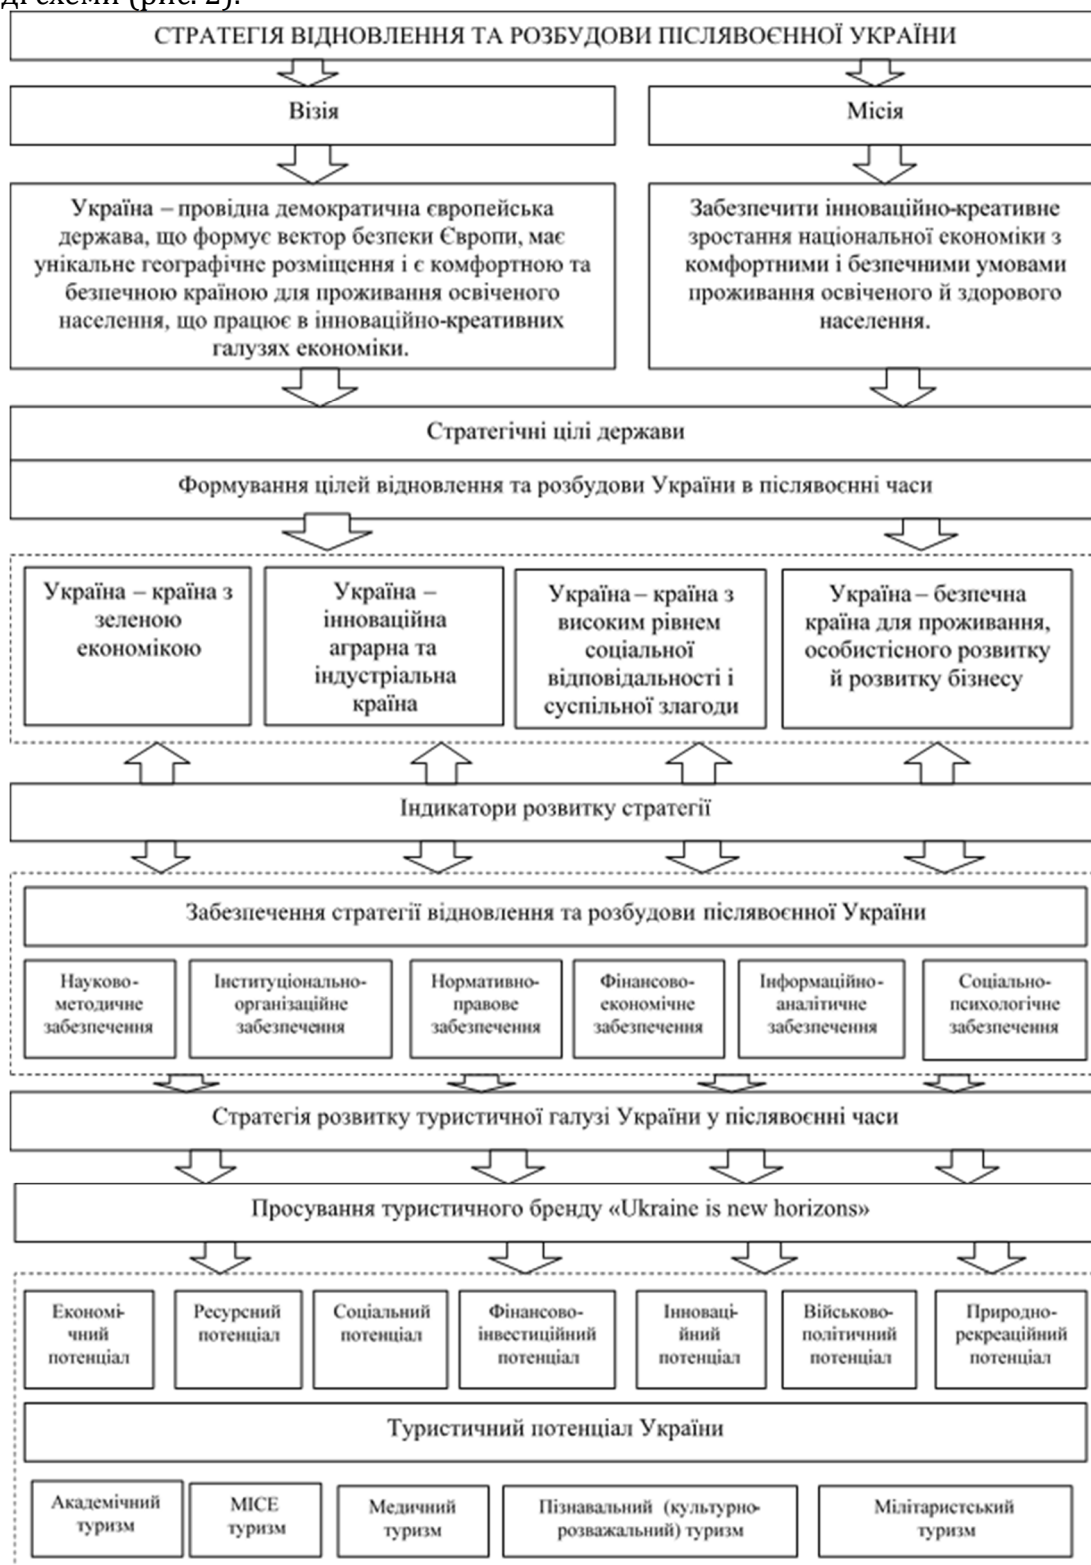 ді схеми (рис. 2).
СТРАТЕГІЯ ВІДНОВЛЕННЯ ТА РОЗБУДОВИ ПІСЛЯВОЄННОЇ УКРАЇНИ
Візія
Місія
Україна – провідна демократична європейська
держава, що формує вектор безпеки Європи, має
унікальне географічне розміщення і є комфортною та
безпечною країною для проживання освіченого
населення, що працює в інноваційно-креативних
галузях економіки.
Забезпечити інноваційно-креативне
зростання національної економіки з
комфортними і безпечними умовами
проживання освіченого й здорового
населення.
Стратегічні цілі держави
Формування цілей відновлення та розбудови України в післявоєнні часи
Україна – країна з
зеленою
економікою
Україна –
інноваційна
аграрна та
індустріальна
країна
Україна – країна з
високим рівнем
соціальної
відповідальності і
суспільної злагоди
Україна – безпечна
країна для проживання,
особистісного розвитку
й розвитку бізнесу
Індикатори розвитку стратегії
Забезпечення стратегії відновлення та розбудови післявоєнної України
Науково-
методичне
забезпечення
Інституціонально-
організаційне
забезпечення
Нормативно-
правове
забезпечення
Фінансово-
економічне
забезпечення
Інформаційно-
аналітичне
забезпечення
Соціально-
психологічне
забезпечення
Стратегія розвитку туристичної галузі України у післявоєнні часи
Просування туристичного бренду «Ukraine is new horizons»
Економі-
чний
потенціал
Ресурсний
потенціал
Соціальний
потенціал
Фінансово-
інвестиційний
потенціал
Інноваці-
йний
потенціал
Військово-
політичний
потенціал
Природно-
рекреаційний
потенціал
Туристичний потенціал України
Академічний
туризм
МІСЕ
туризм
Медичний
туризм
Пізнавальний (культурно-
розважальний) туризм
Мілітаристський
туризм